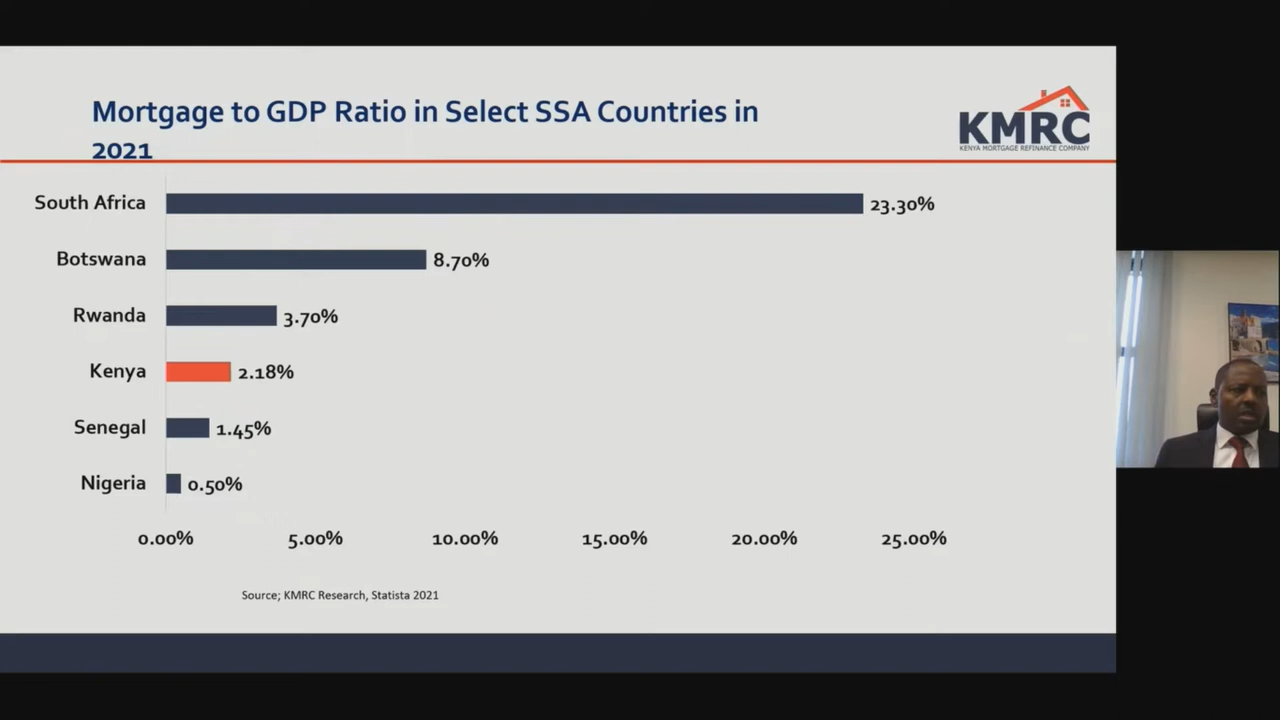 Mortgage to GDP Ratio in Select SSA Countries in
2021
KMRC
KENYA MORTGAGE REFINANCE COMPANY
South Africa 23.30%
Botswana 8.70%
Rwanda 3.70%
Kenya 2.18%
Senegal 1.45%
Nigeria 0.50%
0.00% 5.00% 10.00% 15.00% 20.00% 25.00%
Source; KMRC Research, Statista 2021